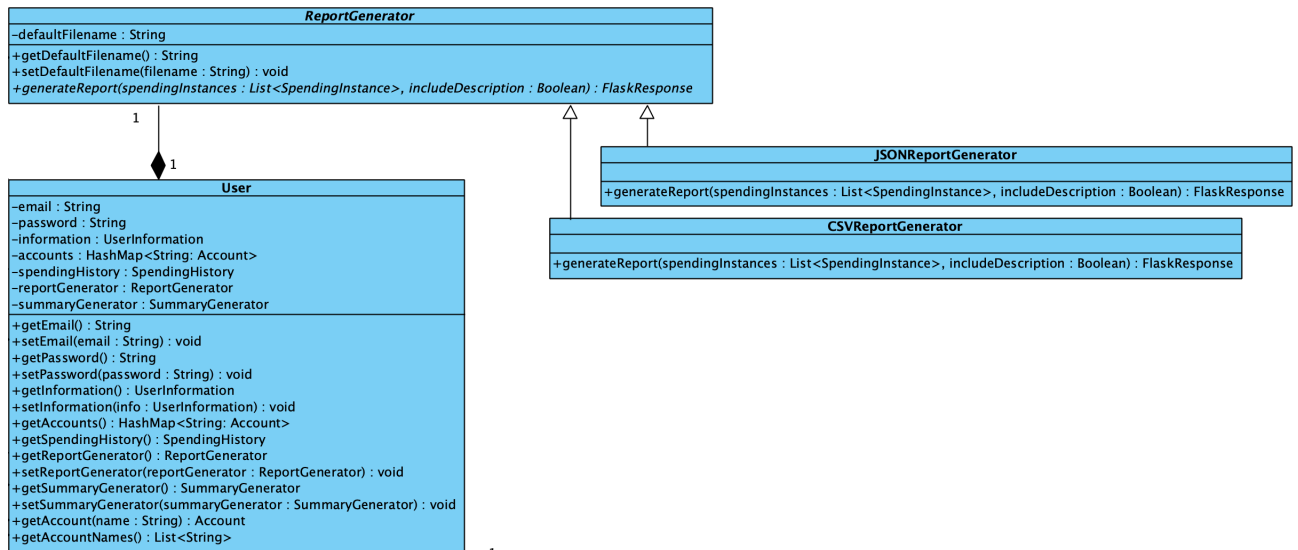 ReportGenerator
-defaultFilename : String
+getDefaultFilename() : String
+setDefaultFilename(filename : String) : void
+generateReport(spendingInstances : List<SpendingInstance>, includeDescription : Boolean) : FlaskResponse
1
1
JSONReportGenerator
+generateReport(spendingInstances : List<SpendingInstance>, includeDescription : Boolean) : FlaskResponse
CSVReportGenerator
+generateReport(spendingInstances : List<SpendingInstance>, includeDescription : Boolean) : FlaskResponse
User
-email : String
-password : String
-information : UserInformation
-accounts : HashMap<String: Account>
-spendingHistory : SpendingHistory
-reportGenerator : ReportGenerator
-summaryGenerator : SummaryGenerator
+getEmail() : String
+setEmail(email : String) : void
+getPassword() : String
+setPassword(password : String) : void
+getInformation() : UserInformation
+setInformation(info : UserInformation) : void
+getAccounts() : HashMap<String: Account>
+getSpendingHistory() : SpendingHistory
+getReportGenerator() : ReportGenerator
+setReportGenerator(reportGenerator : ReportGenerator) : void
+getSummaryGenerator() : SummaryGenerator
+setSummaryGenerator(summaryGenerator : SummaryGenerator) : void
+getAccount(name : String) : Account
+getAccountNames() : List<String>